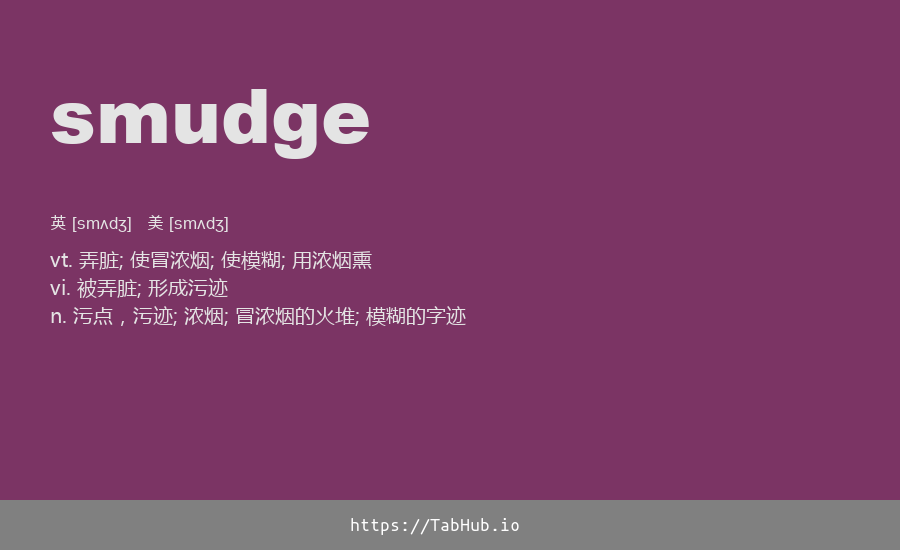 smudge
英 [smʌdʒ] 美 [smʌdʒ]
vt. 弄脏; 使冒浓烟; 使模糊; 用浓烟熏
vi. 被弄脏; 形成污迹
n. 污点，污迹; 浓烟; 冒浓烟的火堆; 模糊的字迹
https://TabHub.io